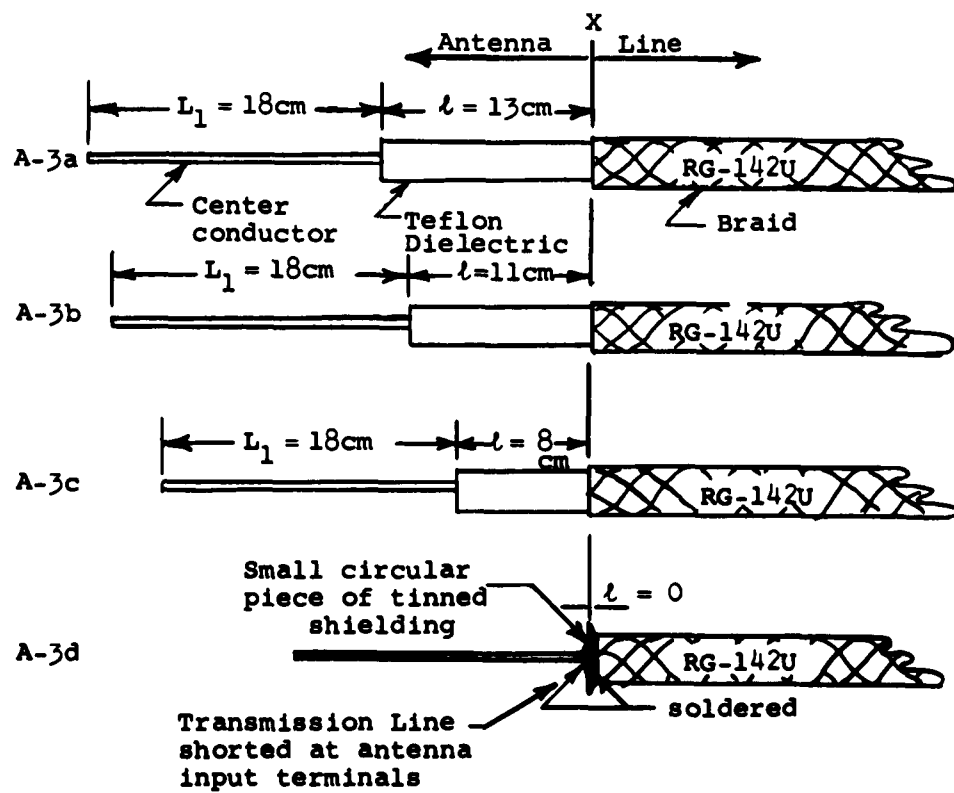 X
Antenna Line
L1 = 18cm ℓ = 13cm
A-3a
RG-142U
Center
conductor
Teflon
Dielectric
Braid
L1 = 18cm ℓ=11cm
A-3b
RG-142U
L1 = 18cm ℓ = 8
cm
A-3c
RG-142U
Small circular
piece of tinned
shielding
ℓ = 0
A-3d
RG-142U
soldered
Transmission Line
shorted at antenna
input terminals